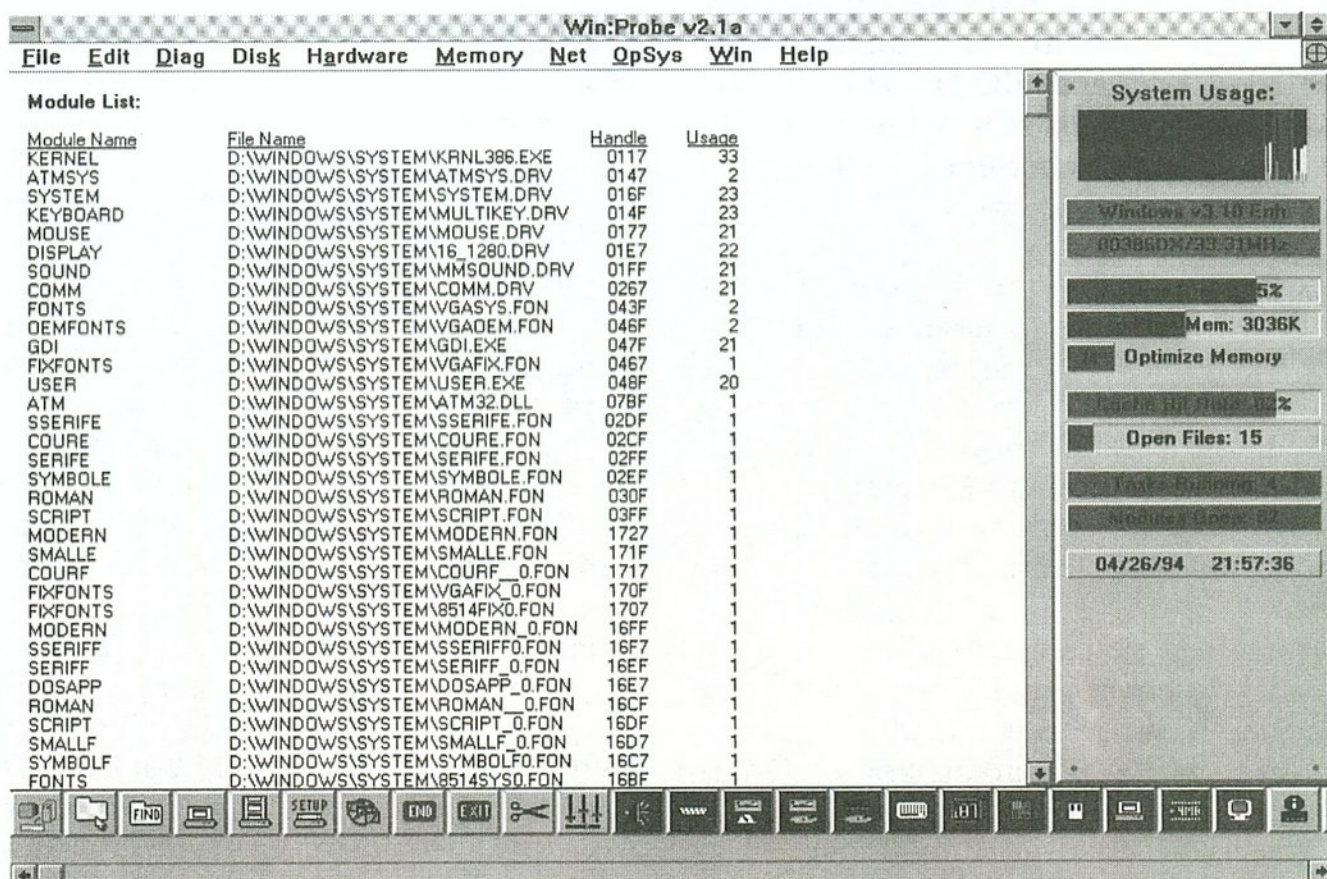 Win:Probe v2.1a
File Edit Diag Disk Hardware Memory Net OpSys Win Help
Module List:
Module Name File Name Handle Usage
KERNEL D:\WINDOWS\SYSTEM\KRNL386.EXE 0117 33
ATMSYS D:\WINDOWS\SYSTEM\ATMSYS.DRV 0147 2
SYSTEM D:\WINDOWS\SYSTEM\SYSTEM.DRV 016F 23
KEYBOARD D:\WINDOWS\SYSTEM\MULTIKEY.DRV 014F 23
MOUSE D:\WINDOWS\SYSTEM\MOUSE.DRV 0177 21
DISPLAY D:\WINDOWS\SYSTEM\16_1280.DRV 01E7 22
SOUND D:\WINDOWS\SYSTEM\MMSOUND.DRV 01FF 21
COMM D:\WINDOWS\SYSTEM\COMM.DRV 0267 21
FONTS D:\WINDOWS\SYSTEM\VGASYS.FON 043F 2
OEMFONTS D:\WINDOWS\SYSTEM\VGAOEM.FON 046F 2
GDI D:\WINDOWS\SYSTEM\GDI.EXE 047F 21
FIXFONTS D:\WINDOWS\SYSTEM\VGAFIX.FON 0467 1
USER D:\WINDOWS\SYSTEM\USER.EXE 048F 20
ATM D:\WINDOWS\SYSTEM\ATM32.DLL 07BF 1
SSERIFE D:\WINDOWS\SYSTEM\SSERIFE.FON 02DF 1
COURE D:\WINDOWS\SYSTEM\COURE.FON 02CF 1
SERIFE D:\WINDOWS\SYSTEM\SERIFE.FON 02FF 1
SYMBOLE D:\WINDOWS\SYSTEM\SYMBOLE.FON 02EF 1
ROMAN D:\WINDOWS\SYSTEM\ROMAN.FON 030F 1
SCRIPT D:\WINDOWS\SYSTEM\SCRIPT.FON 03FF 1
MODERN D:\WINDOWS\SYSTEM\MODERN.FON 1727 1
SMALLE D:\WINDOWS\SYSTEM\SMALLE.FON 171F 1
COURF D:\WINDOWS\SYSTEM\COURF__0.FON 1717 1
FIXFONTS D:\WINDOWS\SYSTEM\VGAFIX_0.FON 170F 1
FIXFONTS D:\WINDOWS\SYSTEM\8514FIX0.FON 1707 1
MODERN D:\WINDOWS\SYSTEM\MODERN_0.FON 16FF 1
SSERIFF D:\WINDOWS\SYSTEM\SSERIFF0.FON 16F7 1
SERIFF D:\WINDOWS\SYSTEM\SERIFF_0.FON 16EF 1
DOSAPP D:\WINDOWS\SYSTEM\DOSAPP_0.FON 16E7 1
ROMAN D:\WINDOWS\SYSTEM\ROMAN__0.FON 16CF 1
SCRIPT D:\WINDOWS\SYSTEM\SCRIPT_0.FON 16DF 1
SMALLF D:\WINDOWS\SYSTEM\SMALLF_0.FON 16D7 1
SYMBOLF D:\WINDOWS\SYSTEM\SYMBOLF0.FON 16C7 1
FONTS D:\WINDOWS\SYSTEM\8514SYS0.FON 16BF 1
System Usage:
Windows v3.10 Enh
80386DX/33.31MHz
5%
Mem: 3036K
Optimize Memory
Cache Hit Rate: 82%
Open Files: 15
Tasks Running: 4
Modules Open: 62
04/26/94 21:57:36
FIND
SETUP
END
EXIT